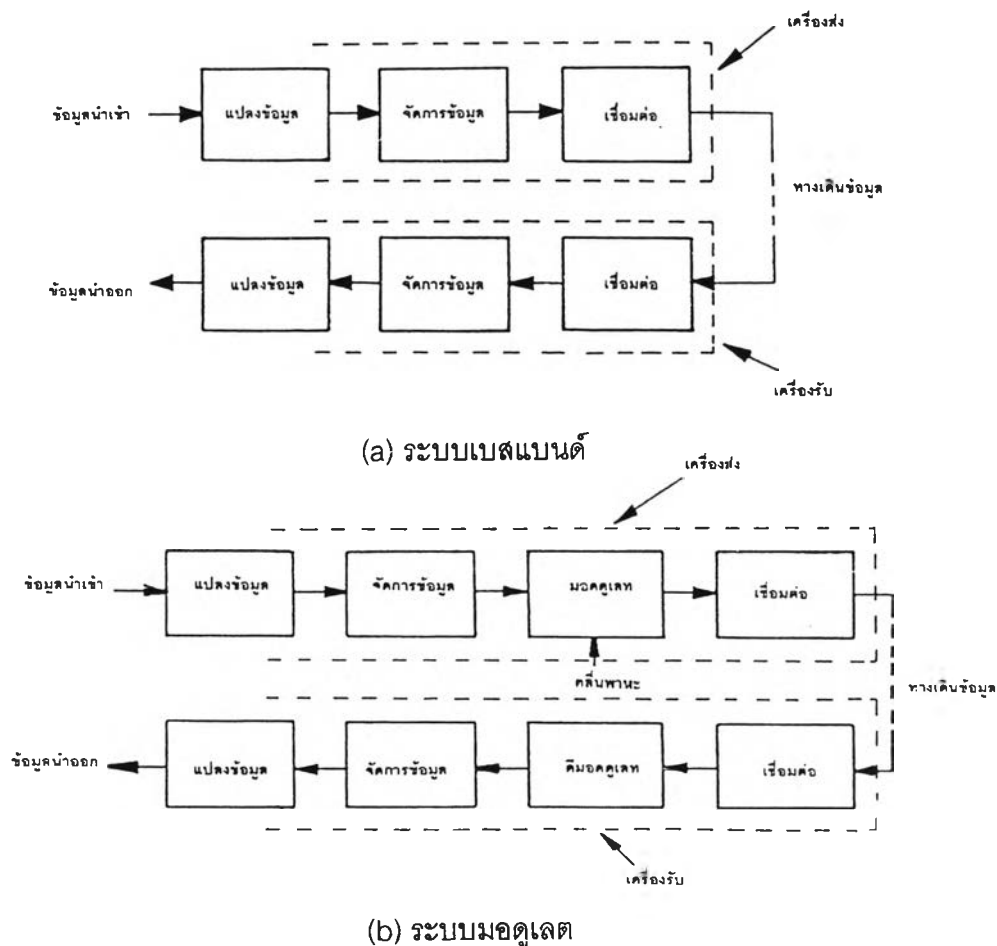 เครื่องส่ง
ข้อมูลนำเข้า
แปลงข้อมูล
จัดการข้อมูล
เชื่อมต่อ
ทางเดินข้อมูล
ข้อมูลนำออก
แปลงข้อมูล
จัดการข้อมูล
เชื่อมต่อ
เครื่องรับ
(a) ระบบเบสแบนด์
เครื่องส่ง
ข้อมูลนำเข้า
แปลงข้อมูล
จัดการข้อมูล
มอดดูเลท
เชื่อมต่อ
คลื่นพาหะ
ทางเดินข้อมูล
ข้อมูลนำออก
แปลงข้อมูล
จัดการข้อมูล
ดีมอดดูเลท
เชื่อมต่อ
เครื่องรับ
(b) ระบบมอดูเลต